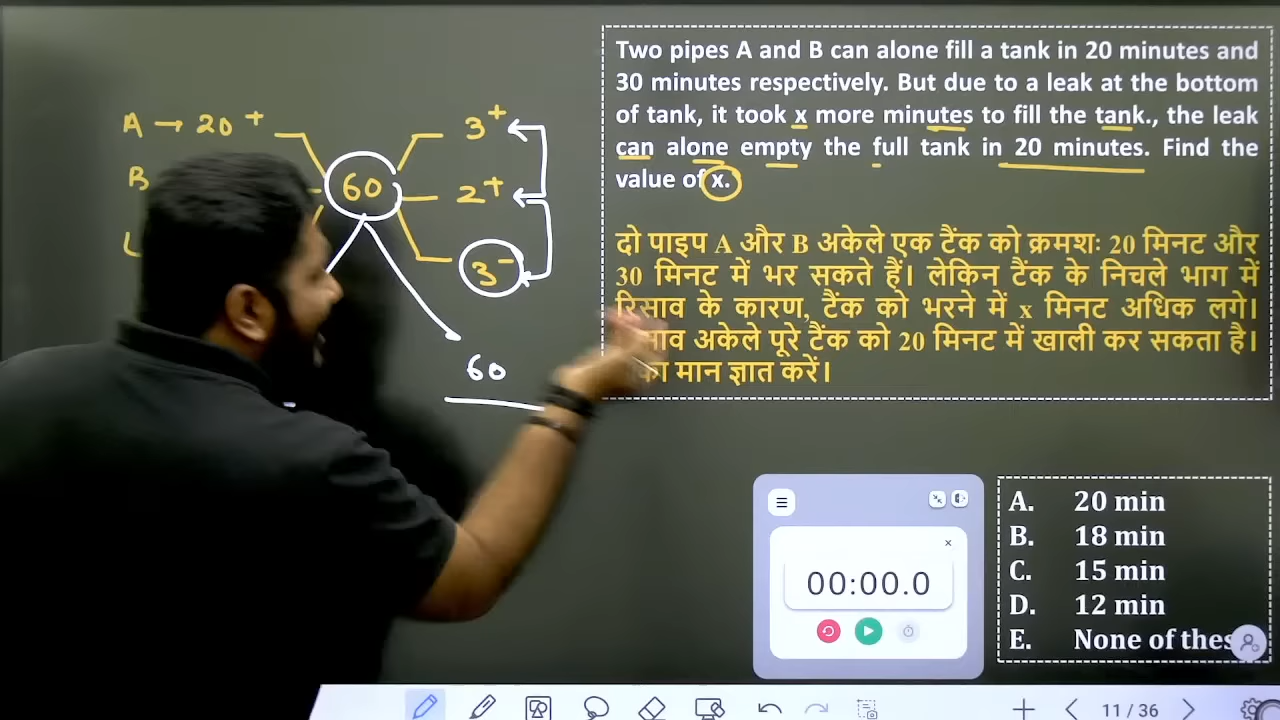 Two pipes A and B can alone fill a tank in 20 minutes and
30 minutes respectively. But due to a leak at the bottom
of tank, it took x more minutes to fill the tank., the leak
can alone empty the full tank in 20 minutes. Find the
value of x.
दो पाइप A और B अकेले एक टैंक को क्रमशः 20 मिनट और
30 मिनट में भर सकते हैं। लेकिन टैंक के निचले भाग में
रिसाव के कारण, टैंक को भरने में x मिनट अधिक लगे।
अकेले पूरे टैंक को 20 मिनट में खाली कर सकता है।
का मान ज्ञात करें।
A → 20 +
B
L
60
3+
2+
3-
60
00:00.0
A. 20 min
B. 18 min
C. 15 min
D. 12 min
E. None of
11 / 36